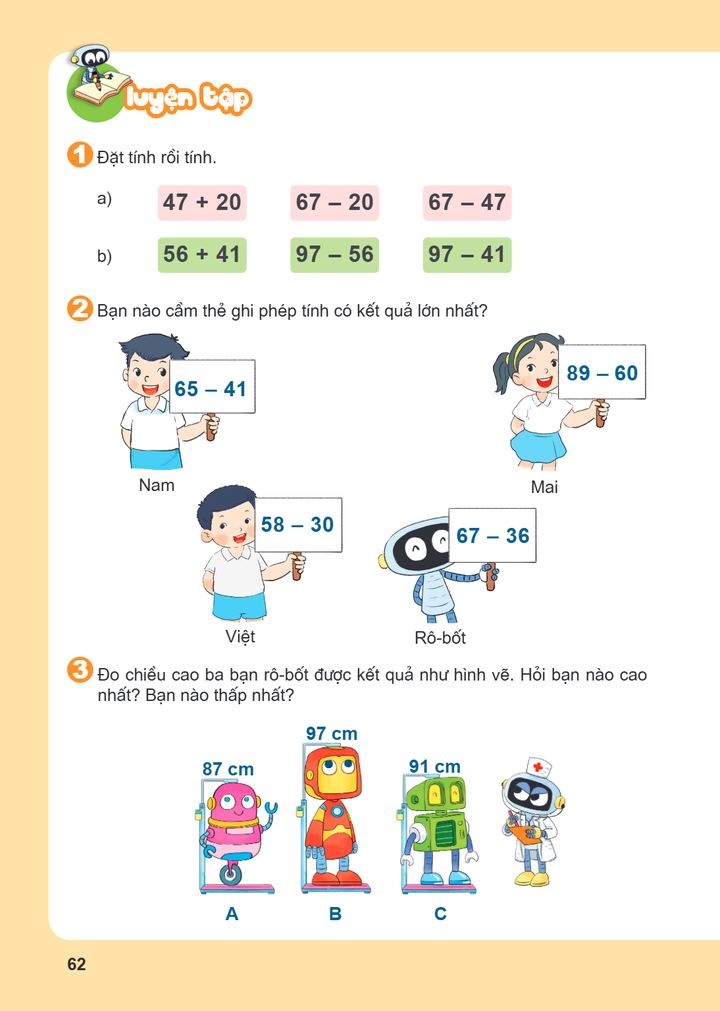 luyện tập
1 Đặt tính rồi tính.
a) 47 + 20 67 – 20 67 – 47
b) 56 + 41 97 – 56 97 – 41
2 Bạn nào cầm thẻ ghi phép tính có kết quả lớn nhất?
65 – 41 89 – 60
Nam Mai
58 – 30 67 – 36
Việt Rô-bốt
3 Đo chiều cao ba bạn rô-bốt được kết quả như hình vẽ. Hỏi bạn nào cao
nhất? Bạn nào thấp nhất?
87 cm 97 cm 91 cm
A B C
62